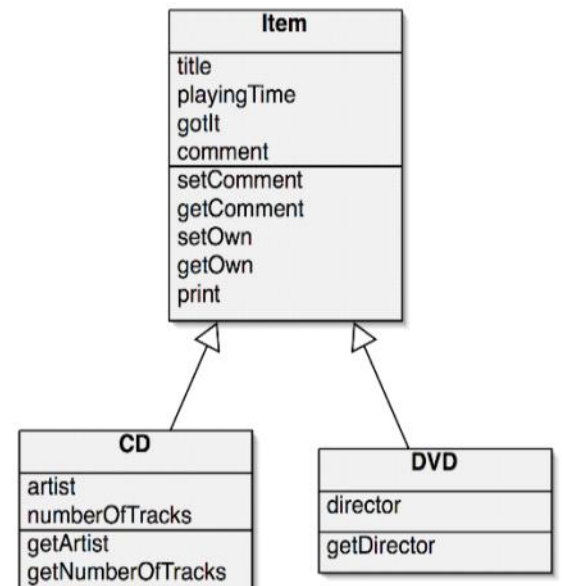 Item
title
playingTime
gotIt
comment
setComment
getComment
setOwn
getOwn
print
CD
artist
numberOfTracks
getArtist
getNumberOfTracks
DVD
director
getDirector